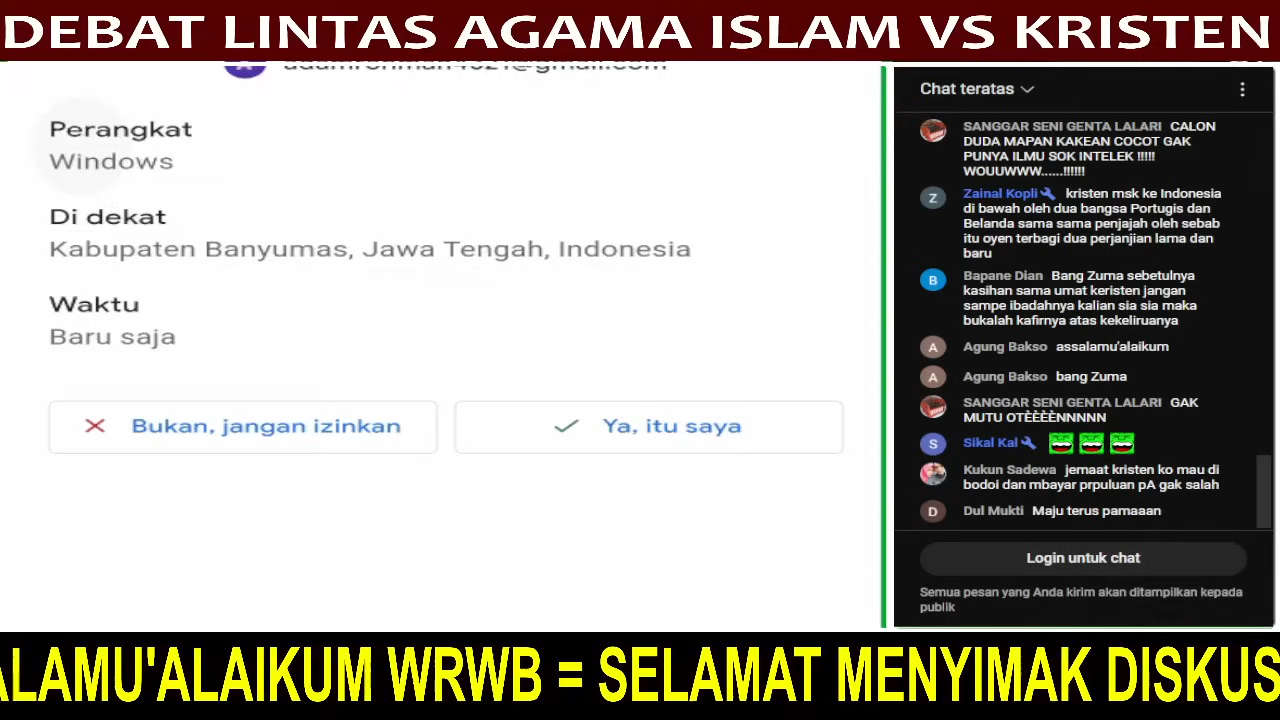 DEBAT LINTAS AGAMA ISLAM VS KRISTEN
Perangkat
Windows
Di dekat
Kabupaten Banyumas, Jawa Tengah, Indonesia
Waktu
Baru saja
Bukan, jangan izinkan
Ya, itu saya
Chat teratas
SANGGAR SENI GENTA LALARI CALON
DUDA MAPAN KAKEAN COCOT GAK
PUNYA ILMU SOK INTELEK !!!!!
WOUUWWW......!!!!!!
Zainal Kopli kristen msk ke Indonesia
di bawah oleh dua bangsa Portugis dan
Belanda sama sama penjajah oleh sebab
itu oyen terbagi dua perjanjian lama dan
baru
Bapane Dian Bang Zuma sebetulnya
kasihan sama umat keristen jangan
sampe ibadahnya kalian sia sia maka
bukalah kafirnya atas kekeliruanya
Agung Bakso assalamu'alaikum
Agung Bakso bang Zuma
SANGGAR SENI GENTA LALARI GAK
MUTU OTÈÈÈÈNNNNN
Sikal Kal
Kukun Sadewa jemaat kristen ko mau di
bodoi dan mbayar prpuluan pA gak salah
Dul Mukti Maju terus pamaaan
Login untuk chat
Semua pesan yang Anda kirim akan ditampilkan kepada
publik
ALAMU'ALAIKUM WRWB = SELAMAT MENYIMAK DISKUS